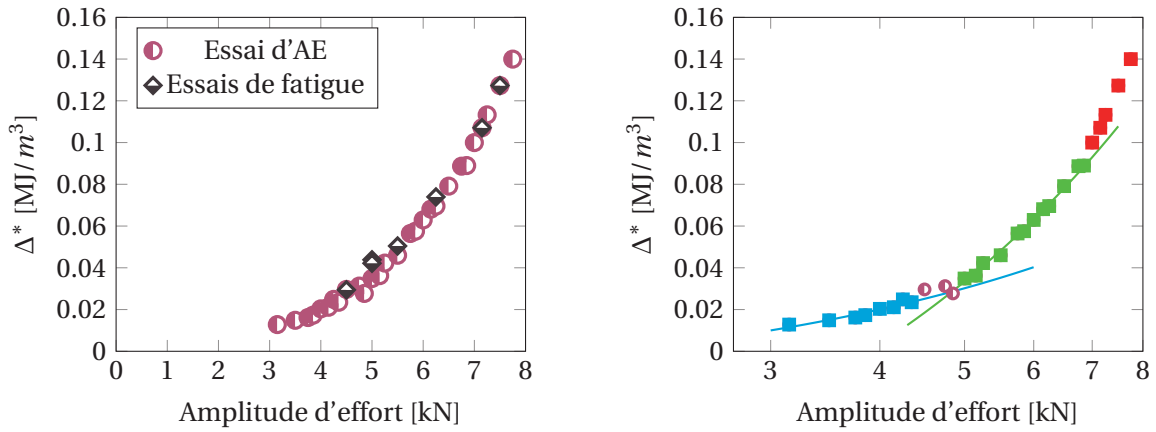 0.16
0.14
0.12
0.1
0.08
0.06
0.04
0.02
0
Δ* [MJ/m³]
Essai d'AE
Essais de fatigue
0 1 2 3 4 5 6 7 8
Amplitude d'effort [kN]
0.16
0.14
0.12
0.1
0.08
0.06
0.04
0.02
0
Δ* [MJ/m³]
3 4 5 6 7 8
Amplitude d'effort [kN]